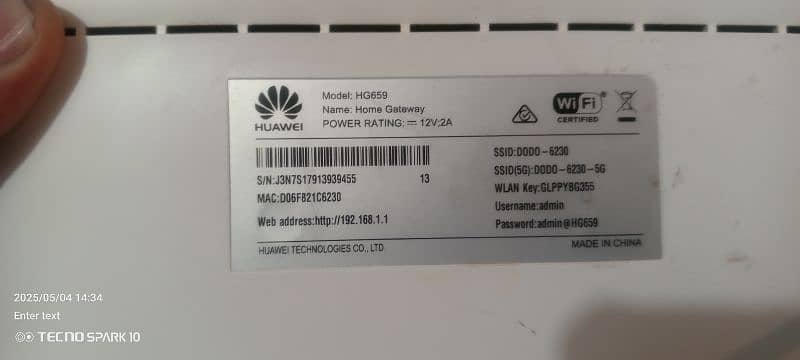 HUAWEI
Model: HG659
Name: Home Gateway
POWER RATING: ⎓ 12V;2A
Wi Fi
CERTIFIED
S/N:J3N7S17913939455 13
MAC:D06F821C6230
Web address:http://192.168.1.1
SSID:DODO-6230
SSID(5G):DODO-6230-5G
WLAN Key:GLPPYBG355
Username:admin
Password:admin@HG659
HUAWEI TECHNOLOGIES CO., LTD
MADE IN CHINA
2025/05/04 14:34
Enter text
TECNO SPARK 10